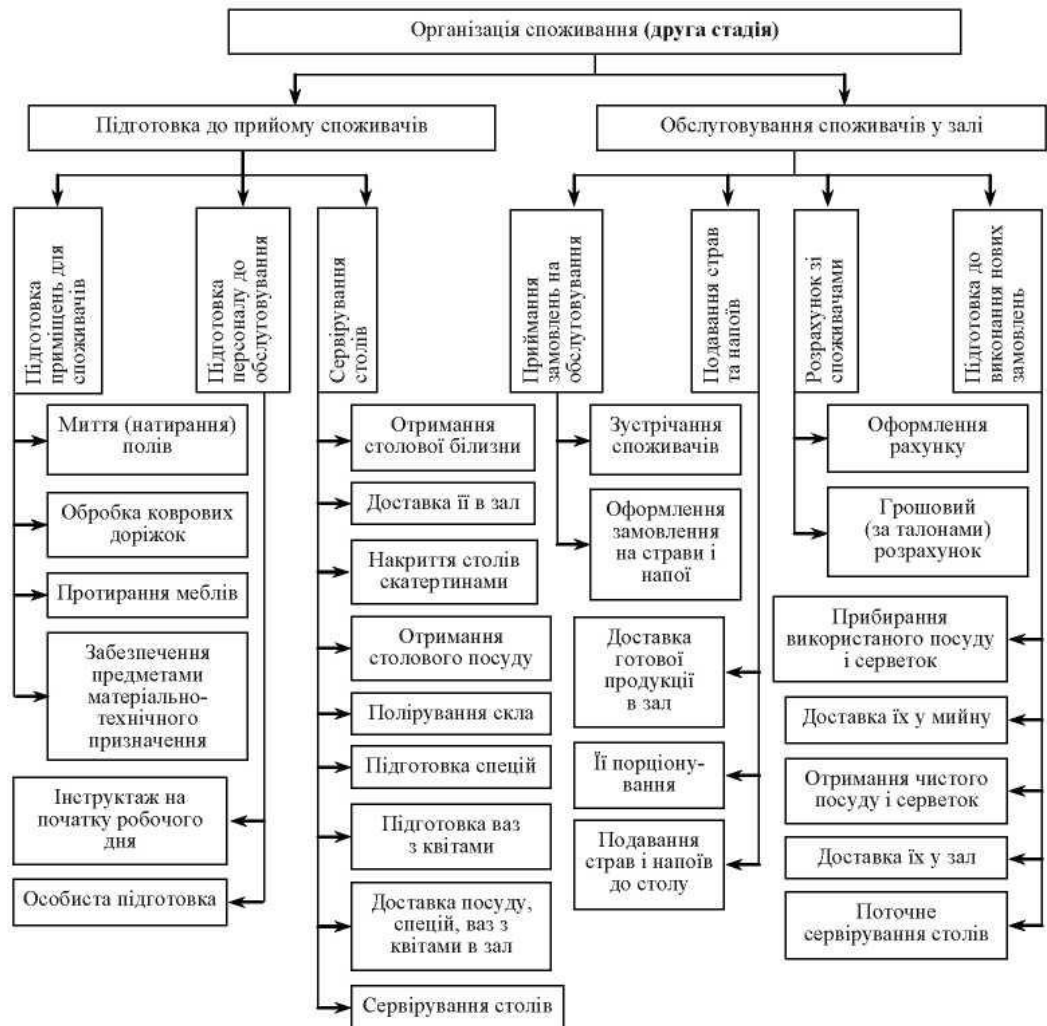 Організація споживання (друга стадія)
Підготовка до прийому споживачів
Обслуговування споживачів у залі
Підготовка
приміщень для
споживачів
Підготовка
персоналу до
обслуговування
Сервірування
столів
Приймання
замовлень на
обслуговування
Подавання страв
та напоїв
Розрахунок зі
споживачами
Підготовка до
виконання нових
замовлень
Миття (натирання)
полів
Обробка коврових
доріжок
Протирання меблів
Забезпечення
предметами
матеріально-
технічного
призначення
Інструктаж на
початку робочого
дня
Особиста підготовка
Отримання
столової білизни
Доставка її в зал
Накриття столів
скатертинами
Отримання
столового посуду
Полірування скла
Підготовка спецій
Підготовка ваз
з квітами
Доставка посуду,
спецій, ваз з
квітами в зал
Сервірування столів
Зустрічання
споживачів
Оформлення
замовлення
на страви і
напої
Доставка
готової
продукції
в зал
Її порціону-
вання
Подавання
страв і напоїв
до столу
Оформлення
рахунку
Грошовий
(за талонами)
розрахунок
Прибирання
використаного посуду
і серветок
Доставка їх у мийну
Отримання чистого
посуду і серветок
Доставка їх у зал
Поточне
сервірування столів